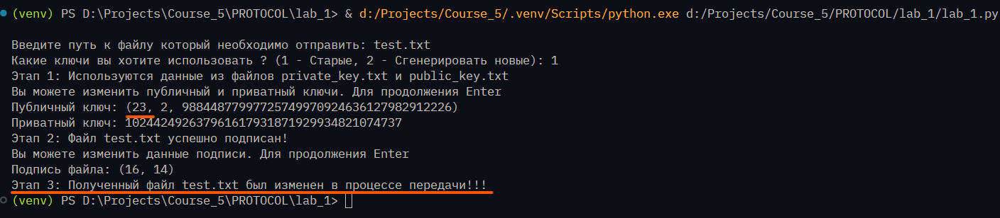 (venv) PS D:\Projects\Course_5\PROTOCOL\lab_1> & d:/Projects/Course_5/.venv/Scripts/python.exe d:/Projects/Course_5/PROTOCOL/lab_1/lab_1.py
Введите путь к файлу который необходимо отправить: test.txt
Какие ключи вы хотите использовать ? (1 - Старые, 2 - Сгенерировать новые): 1
Этап 1: Используются данные из файлов private_key.txt и public_key.txt
Вы можете изменить публичный и приватный ключи. Для продолжения Enter
Публичный ключ: (23, 2, 98844877997725749970924636127982912226)
Приватный ключ: 102442492637961617931871929934821074737
Этап 2: Файл test.txt успешно подписан!
Вы можете изменить данные подписи. Для продолжения Enter
Подпись файла: (16, 14)
Этап 3: Полученный файл test.txt был изменен в процессе передачи!!!
(venv) PS D:\Projects\Course_5\PROTOCOL\lab_1>